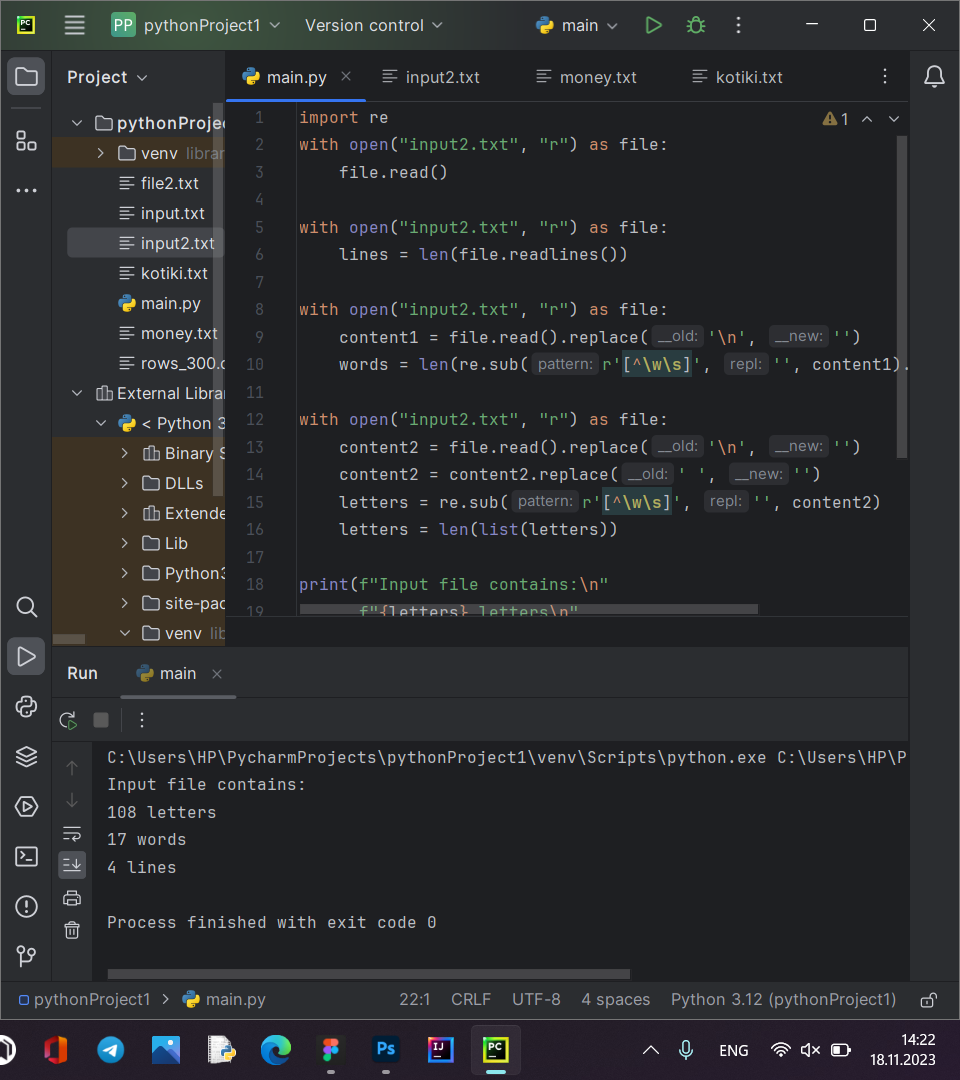 PC PP pythonProject1 Version control main
Project
main.py input2.txt money.txt kotiki.txt
pythonProje
venv librar
file2.txt
input.txt
input2.txt
kotiki.txt
main.py
money.txt
rows_300.c
External Librar
< Python 3
Binary S
DLLs
Extende
Lib
Python3
site-pac
venv lib
1 import re
2 with open("input2.txt", "r") as file:
3 file.read()
4
5 with open("input2.txt", "r") as file:
6 lines = len(file.readlines())
7
8 with open("input2.txt", "r") as file:
9 content1 = file.read().replace( __old: '\n', __new: '')
10 words = len(re.sub( pattern: r'[^\w\s]', repl: '', content1).
11
12 with open("input2.txt", "r") as file:
13 content2 = file.read().replace( __old: '\n', __new: '')
14 content2 = content2.replace( __old: ' ', __new: '')
15 letters = re.sub( pattern: r'[^\w\s]', repl: '', content2)
16 letters = len(list(letters))
17
18 print(f"Input file contains:\n"
19 f"{letters} letters\n"
1
Run main
C:\Users\HP\PycharmProjects\pythonProject1\venv\Scripts\python.exe C:\Users\HP\P
Input file contains:
108 letters
17 words
4 lines
Process finished with exit code 0
pythonProject1 > main.py 22:1 CRLF UTF-8 4 spaces Python 3.12 (pythonProject1)
Ps IJ PC ENG 14:22
18.11.2023